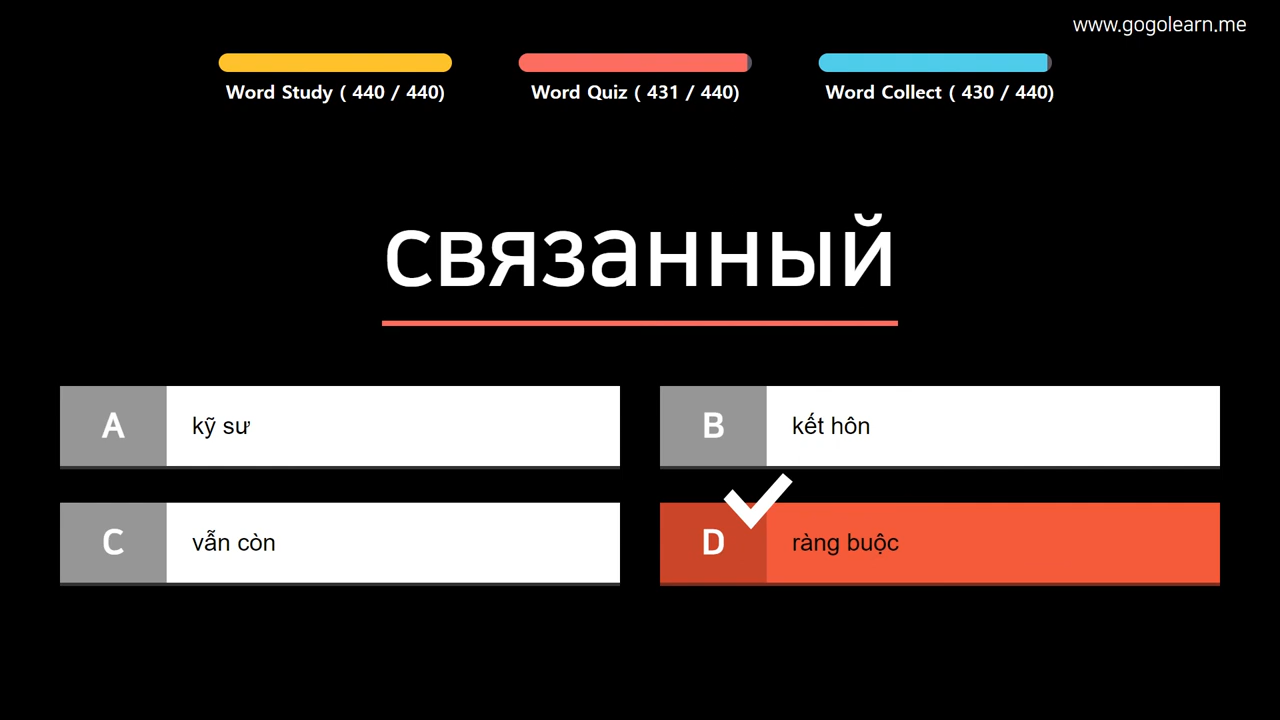 www.gogolearn.me
Word Study ( 440 / 440)
Word Quiz ( 431 / 440)
Word Collect ( 430 / 440)
связанный
A
kỹ sư
B
kết hôn
C
vẫn còn
D
ràng buộc